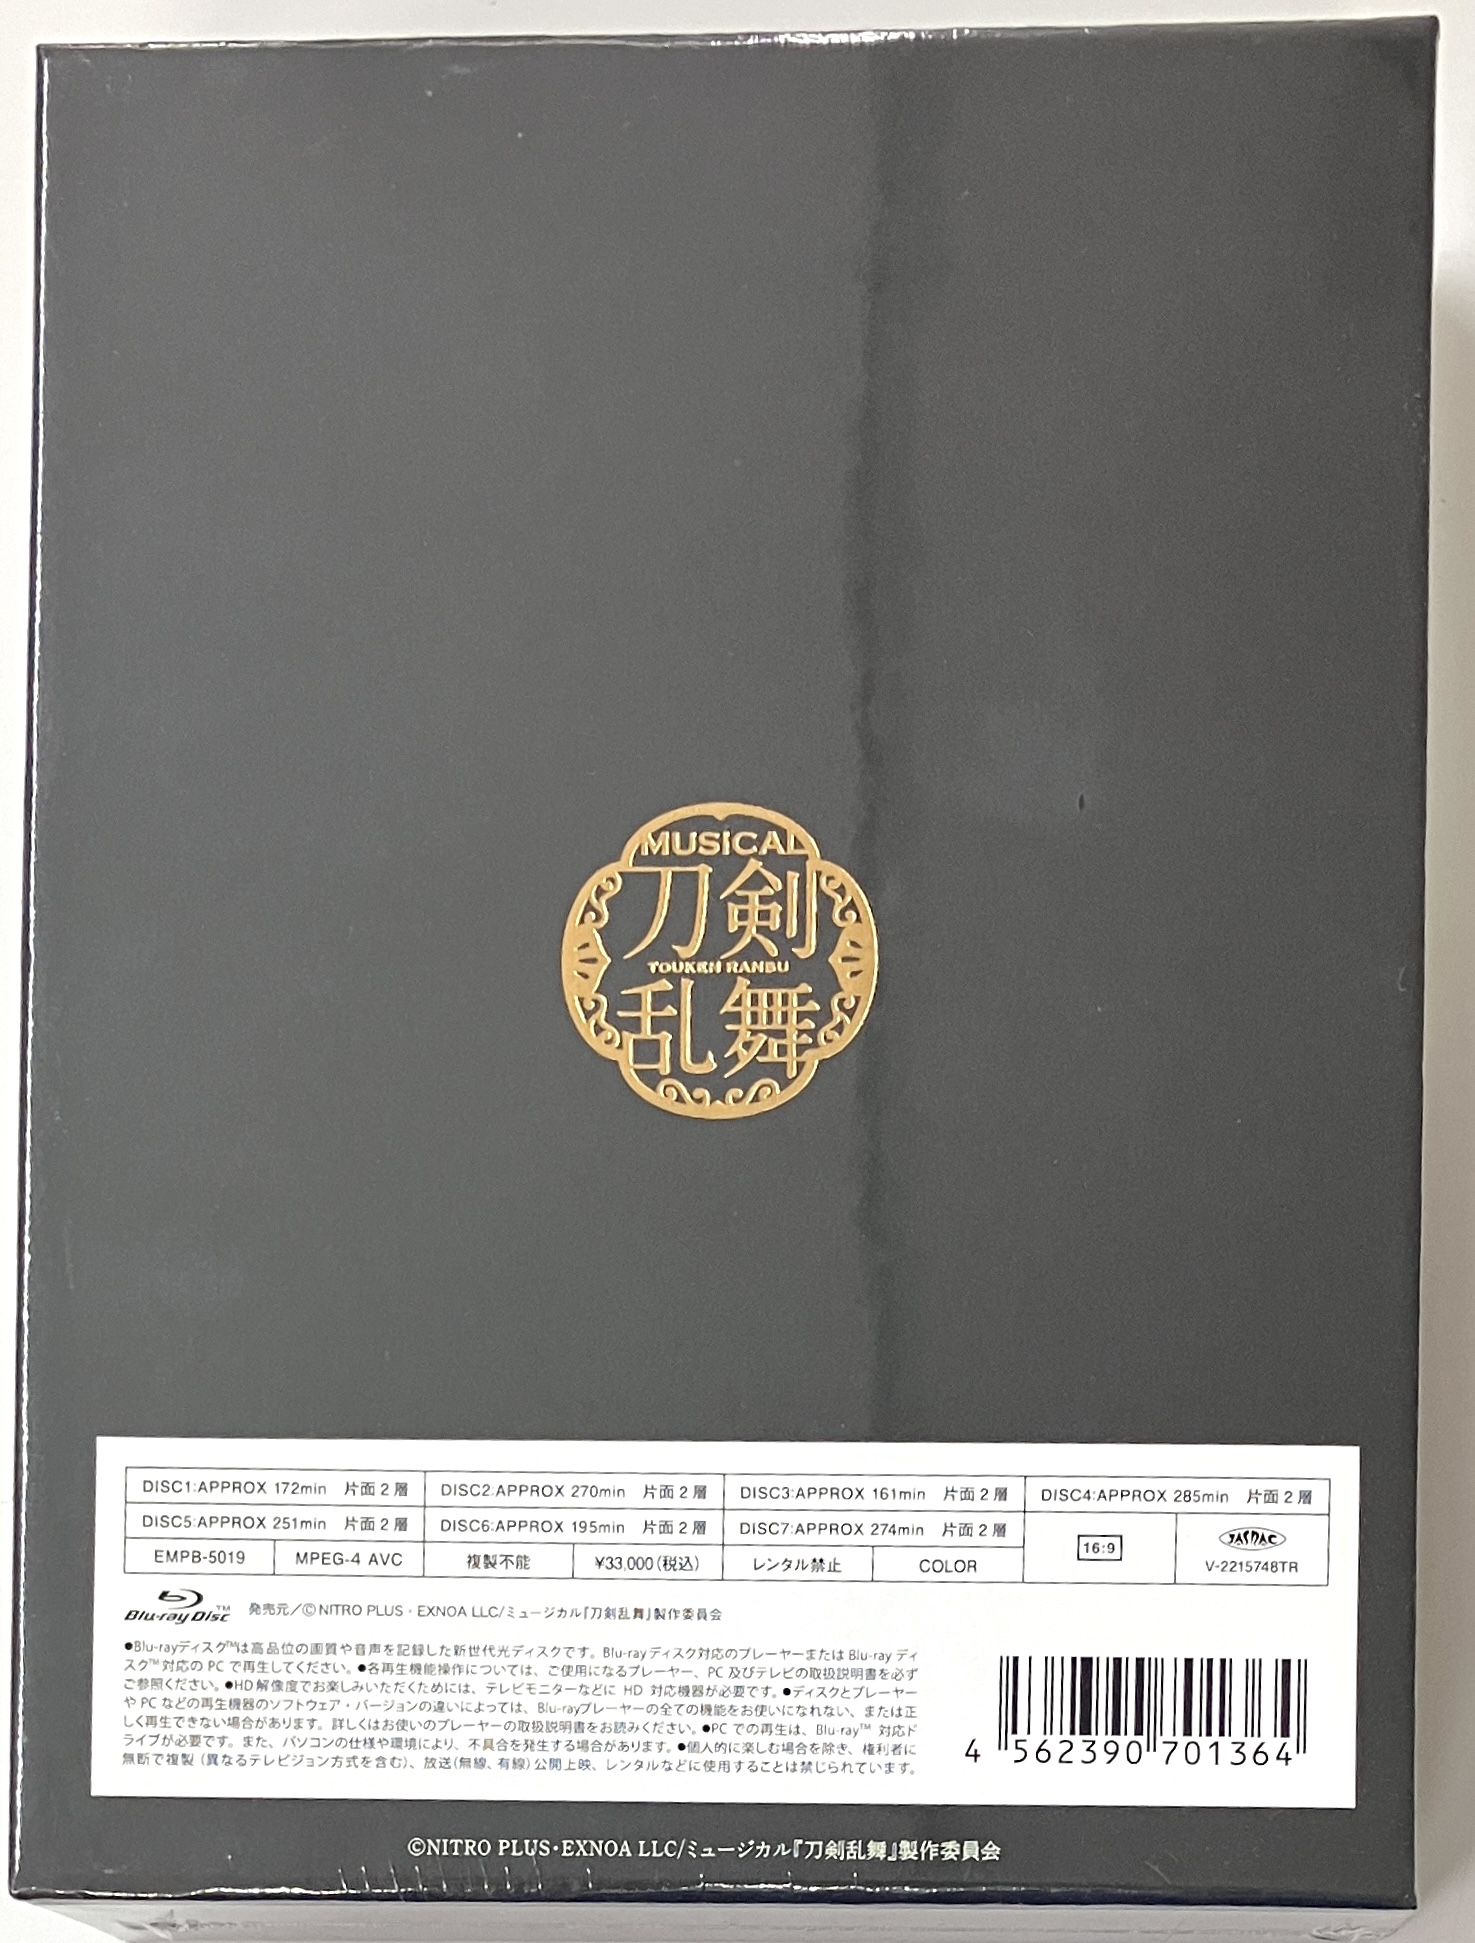 MUSICAL
刀剣
TOUKEN RANBU
乱舞
DISC1:APPROX 172min 片面2層 DISC2:APPROX 270min 片面2層 DISC3:APPROX 161min 片面2層 DISC4:APPROX 285min 片面2層
DISC5:APPROX 251min 片面2層 DISC6:APPROX 195min 片面2層 DISC7:APPROX 274min 片面2層
16:9
JASRAC
V-2215748TR
EMPB-5019 MPEG-4 AVC 複製不能 ¥33,000(税込) レンタル禁止 COLOR
Blu-ray Disc™ 発売元/©NITRO PLUS・EXNOA LLC/ミュージカル『刀剣乱舞』製作委員会
●Blu-rayディスク™は高品位の画質や音声を記録した新世代光ディスクです。Blu-rayディスク対応のプレーヤーまたはBlu-rayディ
スク™対応のPCで再生してください。●各再生機能操作については、ご使用になるプレーヤー、PC及びテレビの取扱説明書を必ず
ご参照ください。●HD解像度でお楽しみいただくためには、テレビモニターなどに HD 対応機器が必要です。●ディスクとプレーヤー
やPCなどの再生機器のソフトウェア・バージョンの違いによっては、Blu-rayプレーヤーの全ての機能をお使いになれない、または正
しく再生できない場合があります。詳しくはお使いのプレーヤーの取扱説明書をお読みください。●PCでの再生は、Blu-ray™ 対応ド
ライブが必要です。また、パソコンの仕様や環境により、不具合を発生する場合があります。●個人的に楽しむ場合を除き、権利者に
無断で複製(異なるテレビジョン方式を含む)、放送(無線、有線)公開上映、レンタルなどに使用することは禁じられています。
4 562390 701364
©NITRO PLUS・EXNOA LLC/ミュージカル『刀剣乱舞』製作委員会